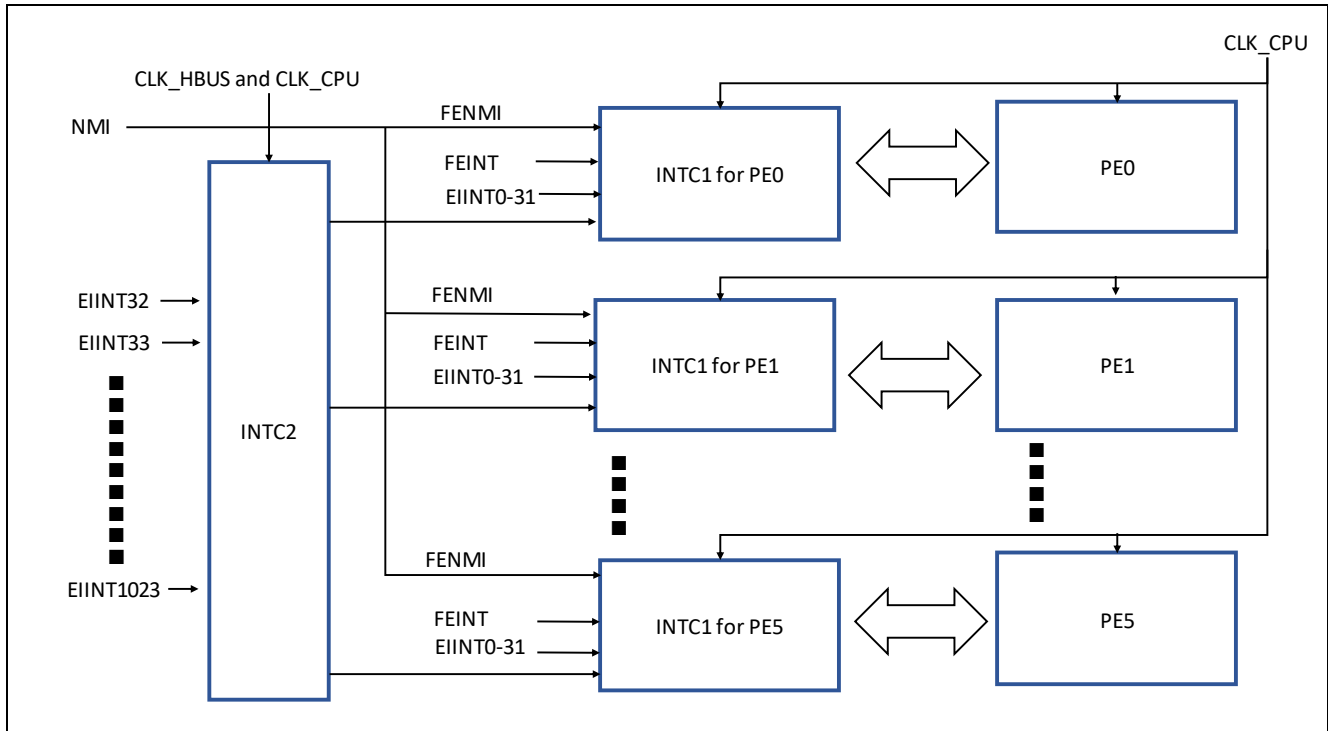 CLK_CPU
CLK_HBUS and CLK_CPU
NMI
FENMI
FEINT
EIINT0-31
INTC1 for PE0
PE0
EIINT32
EIINT33
EIINT1023
INTC2
FENMI
FEINT
EIINT0-31
INTC1 for PE1
PE1
FENMI
FEINT
EIINT0-31
INTC1 for PE5
PE5